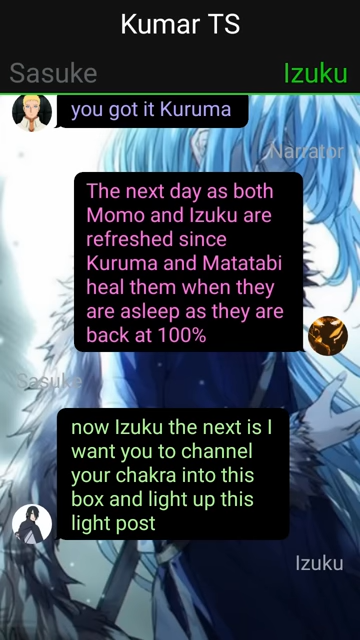 Kumar TS
Sasuke
Izuku
you got it Kuruma
Narrator
The next day as both
Momo and Izuku are
refreshed since
Kuruma and Matatabi
heal them when they
are asleep as they are
back at 100%
Sasuke
now Izuku the next is I
want you to channel
your chakra into this
box and light up this
light post
Izuku